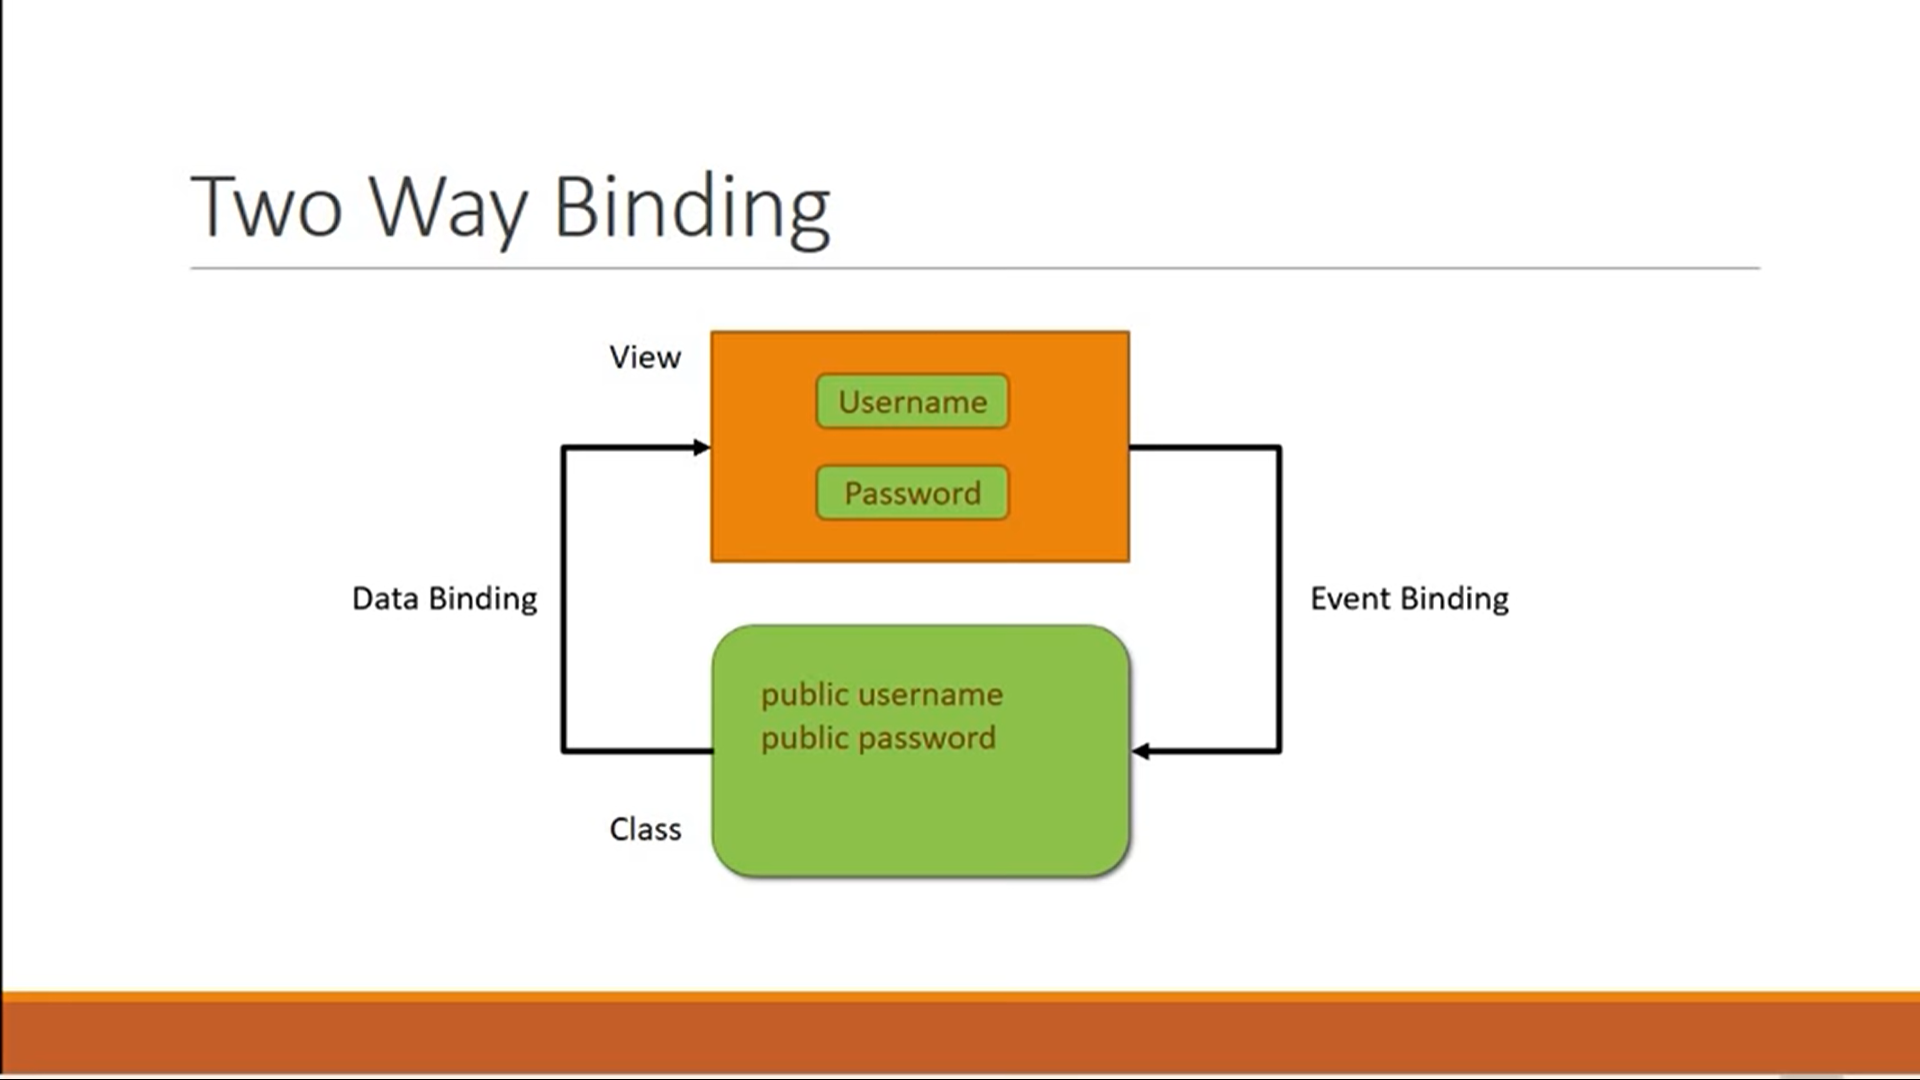 Two Way Binding
View
Username
Password
Data Binding
Event Binding
public username
public password
Class